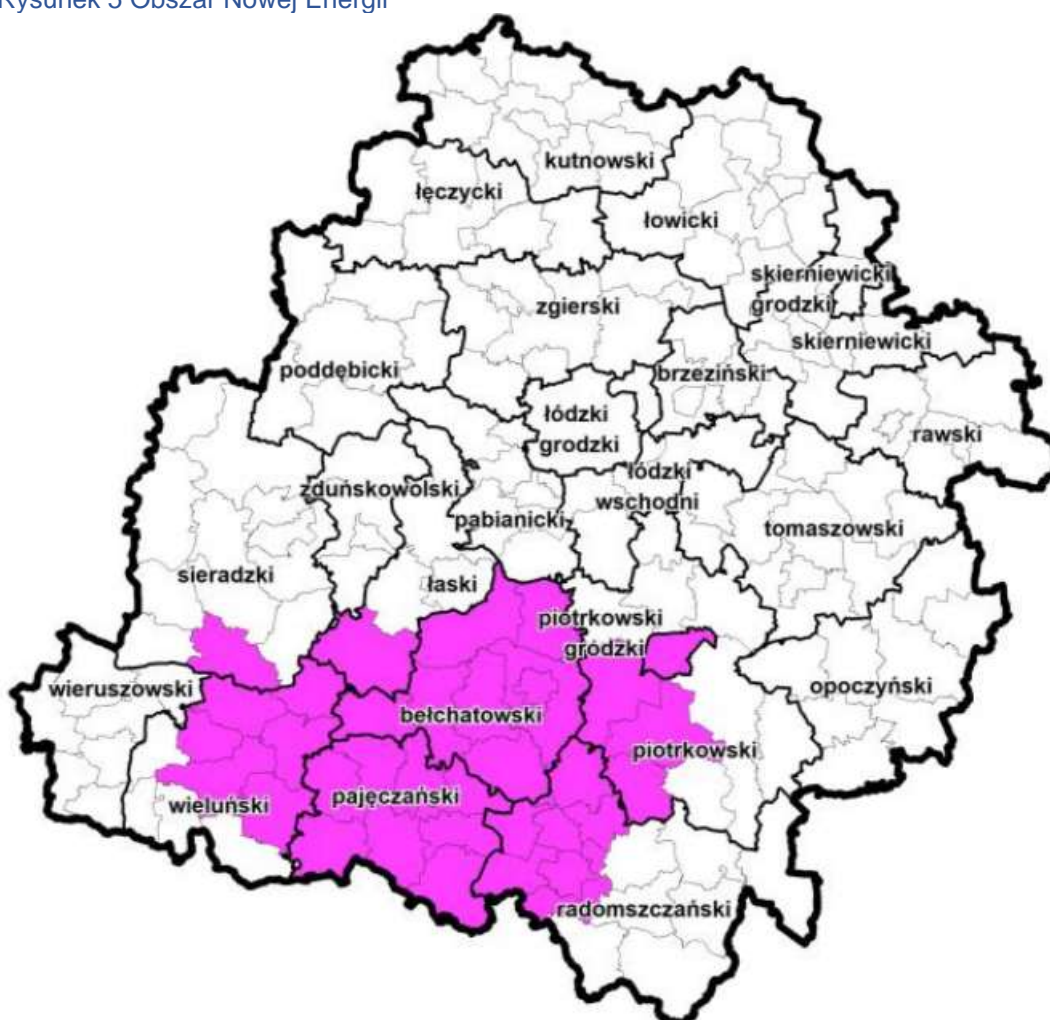 Rysunek 5 Obszar Nowej Energii
kutnowski
łęczycki
łowicki
skierniewicki
grodzki
zgierski
skierniewicki
poddębicki
brzeziński
łódzki
grodzki
rawski
łódzki
wschodni
zduńskowolski
pabianicki
tomaszowski
sieradzki
łaski
piotrkowski
grodzki
wieruszowski
opoczyński
bełchatowski
piotrkowski
wieluński
pajęczański
radomszczański